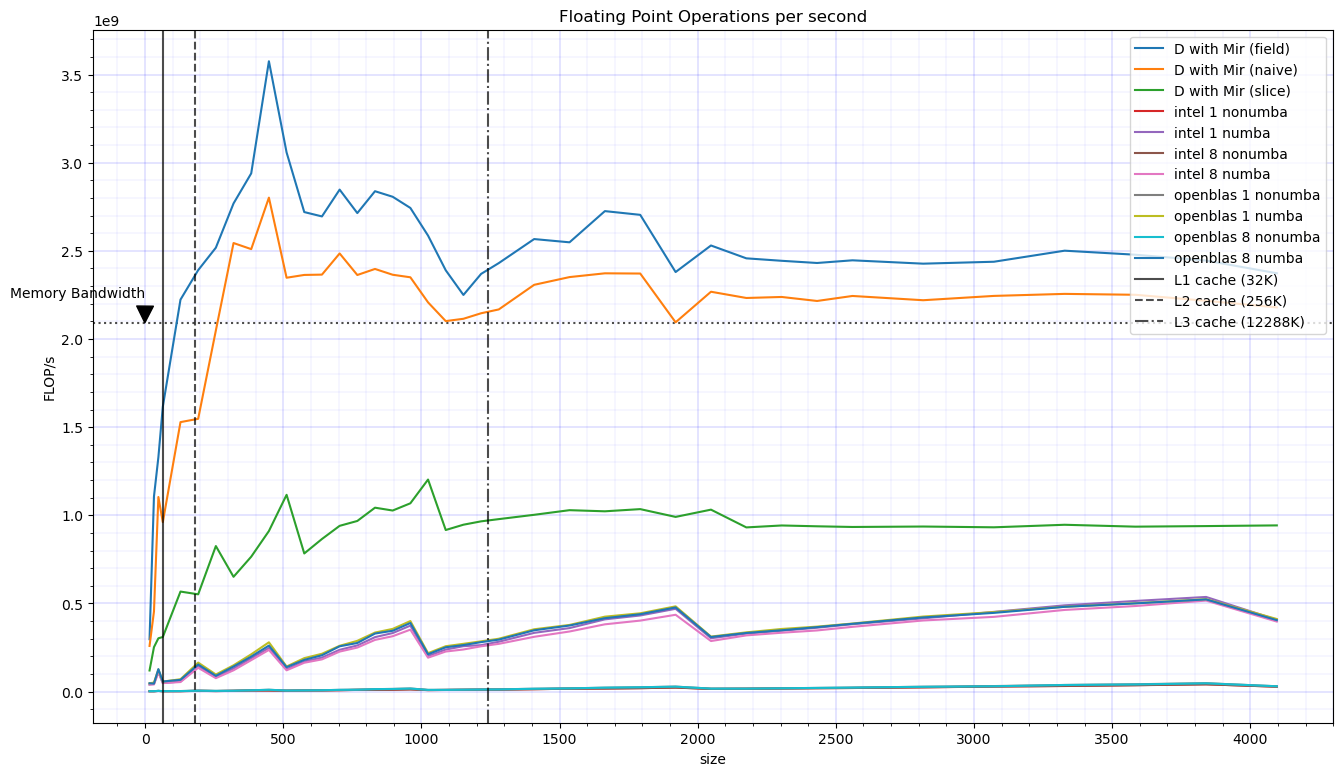 Floating Point Operations per second
1e9
3.5
3.0
2.5
2.0
1.5
1.0
0.5
0.0
FLOP/s
Memory Bandwidth
D with Mir (field)
D with Mir (naive)
D with Mir (slice)
intel 1 nonumba
intel 1 numba
intel 8 nonumba
intel 8 numba
openblas 1 nonumba
openblas 1 numba
openblas 8 nonumba
openblas 8 numba
L1 cache (32K)
L2 cache (256K)
L3 cache (12288K)
0 500 1000 1500 2000 2500 3000 3500 4000
size